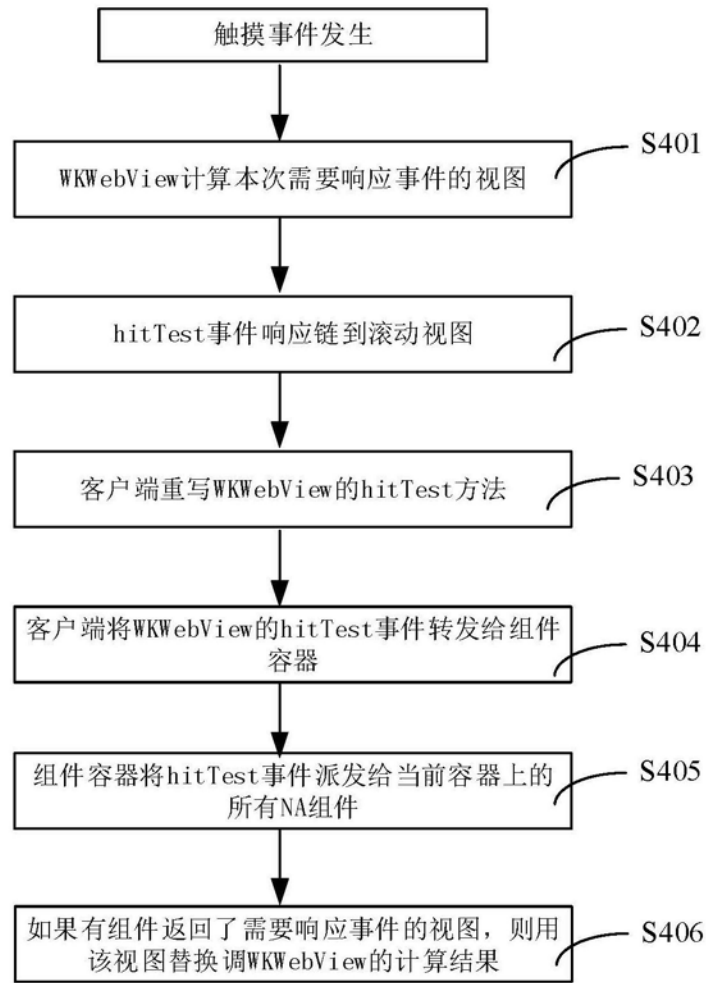 触摸事件发生
S401
WKWebView计算本次需要响应事件的视图
S402
hitTest事件响应链到滚动视图
S403
客户端重写WKWebView的hitTest方法
客户端将WKWebView的hitTest事件转发给组件
容器
S404
组件容器将hitTest事件派发给当前容器上的
所有NA组件
S405
如果有组件返回了需要响应事件的视图，则用
该视图替换调WKWebView的计算结果
S406